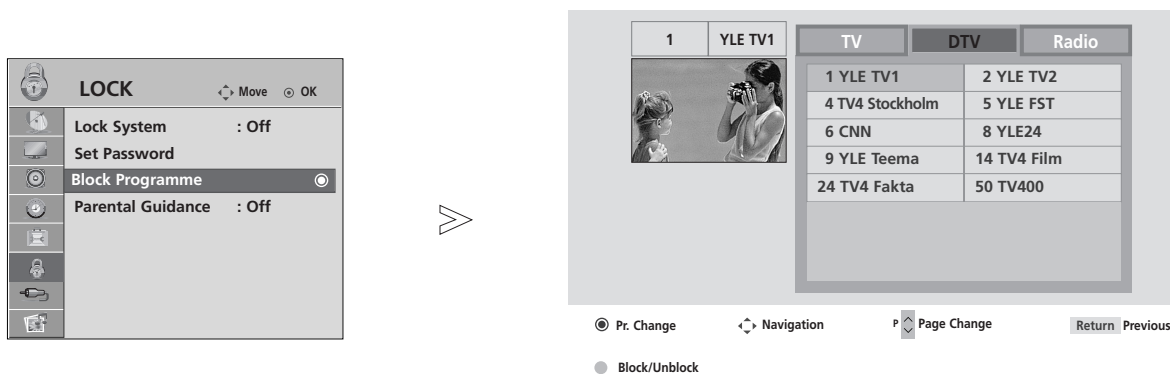 LOCK
Move OK
Lock System : Off
Set Password
Block Programme
Parental Guidance : Off
1 YLE TV1
TV DTV Radio
1 YLE TV1 2 YLE TV2
4 TV4 Stockholm 5 YLE FST
6 CNN 8 YLE24
9 YLE Teema 14 TV4 Film
24 TV4 Fakta 50 TV400
Pr. Change Navigation P Page Change Return Previous
Block/Unblock